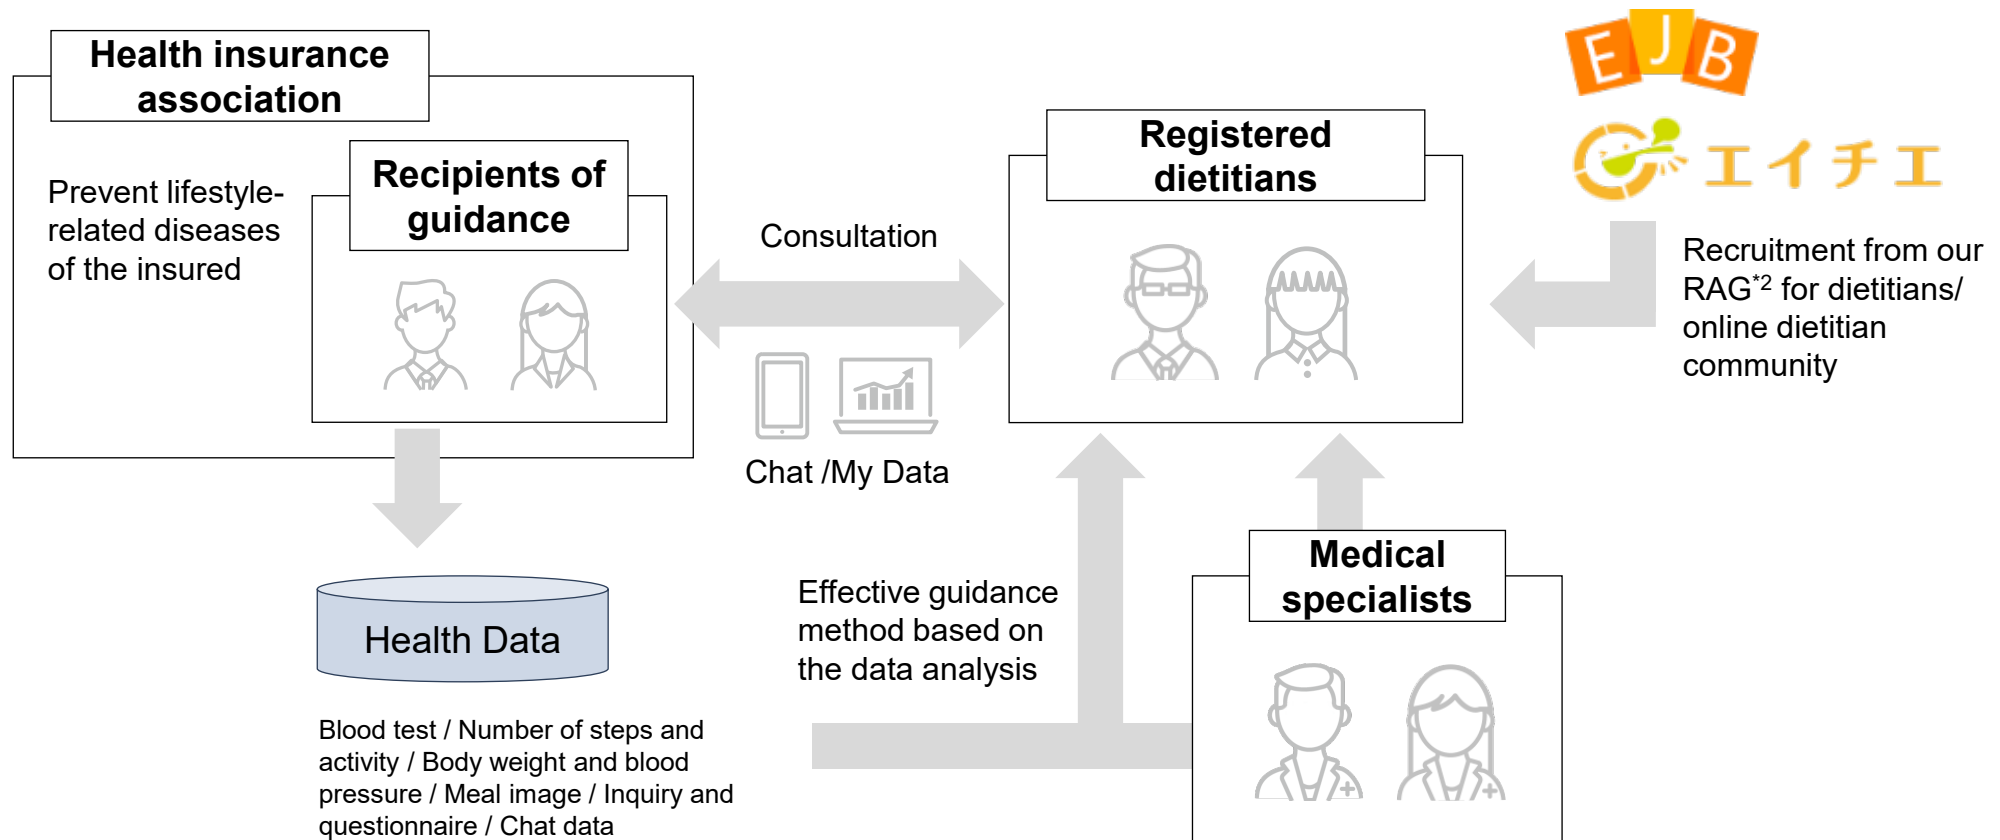 Health insurance
association
Prevent lifestyle-
related diseases
of the insured
Recipients of
guidance
Consultation
Chat /My Data
Registered
dietitians
EJB
エイチエ
Recruitment from our
RAG*2 for dietitians/
online dietitian
community
Health Data
Blood test / Number of steps and
activity / Body weight and blood
pressure / Meal image / Inquiry and
questionnaire / Chat data
Effective guidance
method based on
the data analysis
Medical
specialists